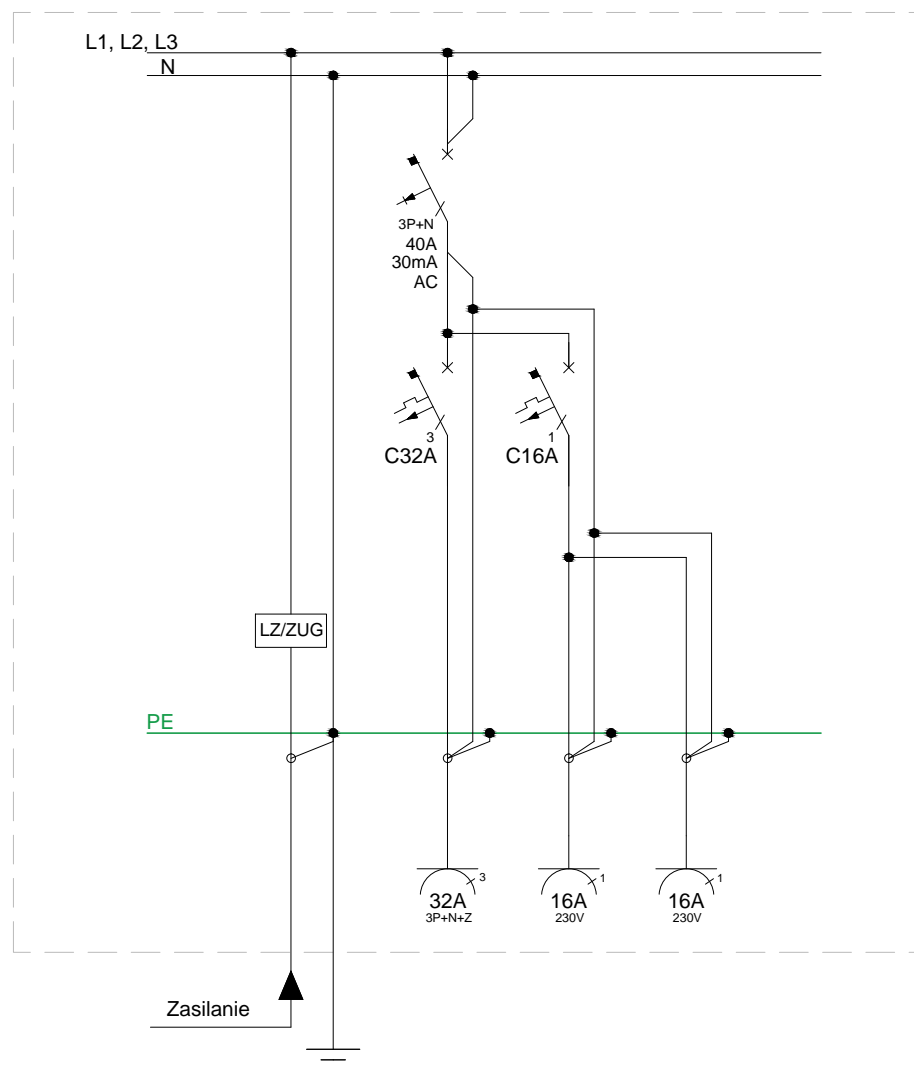 L1, L2, L3
N
3P+N
40A
30mA
AC
3
C32A
1
C16A
LZ/ZUG
PE
3
32A
3P+N+Z
1
16A
230V
1
16A
230V
Zasilanie